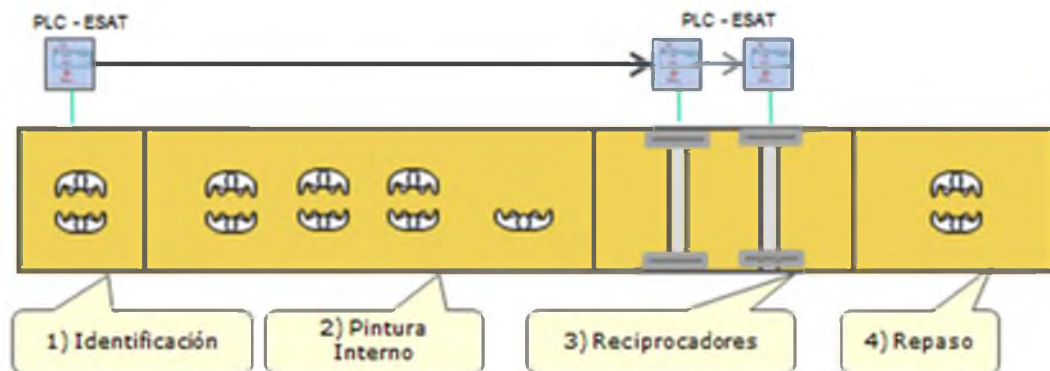 PLC - ESAT
PLC - ESAT
1) Identificación
2) Pintura
Interno
3) Reciprocadores
4) Repaso